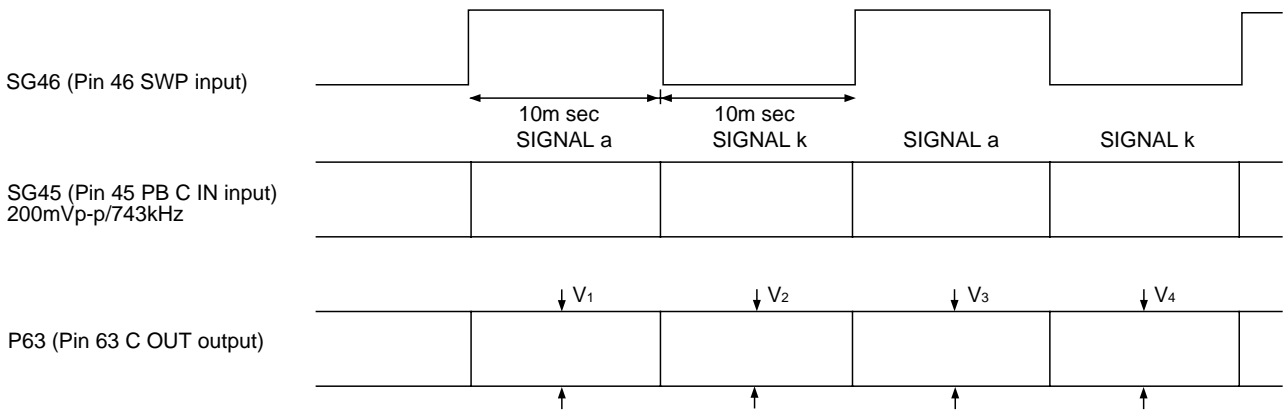 SG46 (Pin 46 SWP input)
10m sec 10m sec
SIGNAL a SIGNAL k SIGNAL a SIGNAL k
SG45 (Pin 45 PB C IN input)
200mVp-p/743kHz
V1 V2 V3 V4
P63 (Pin 63 C OUT output)